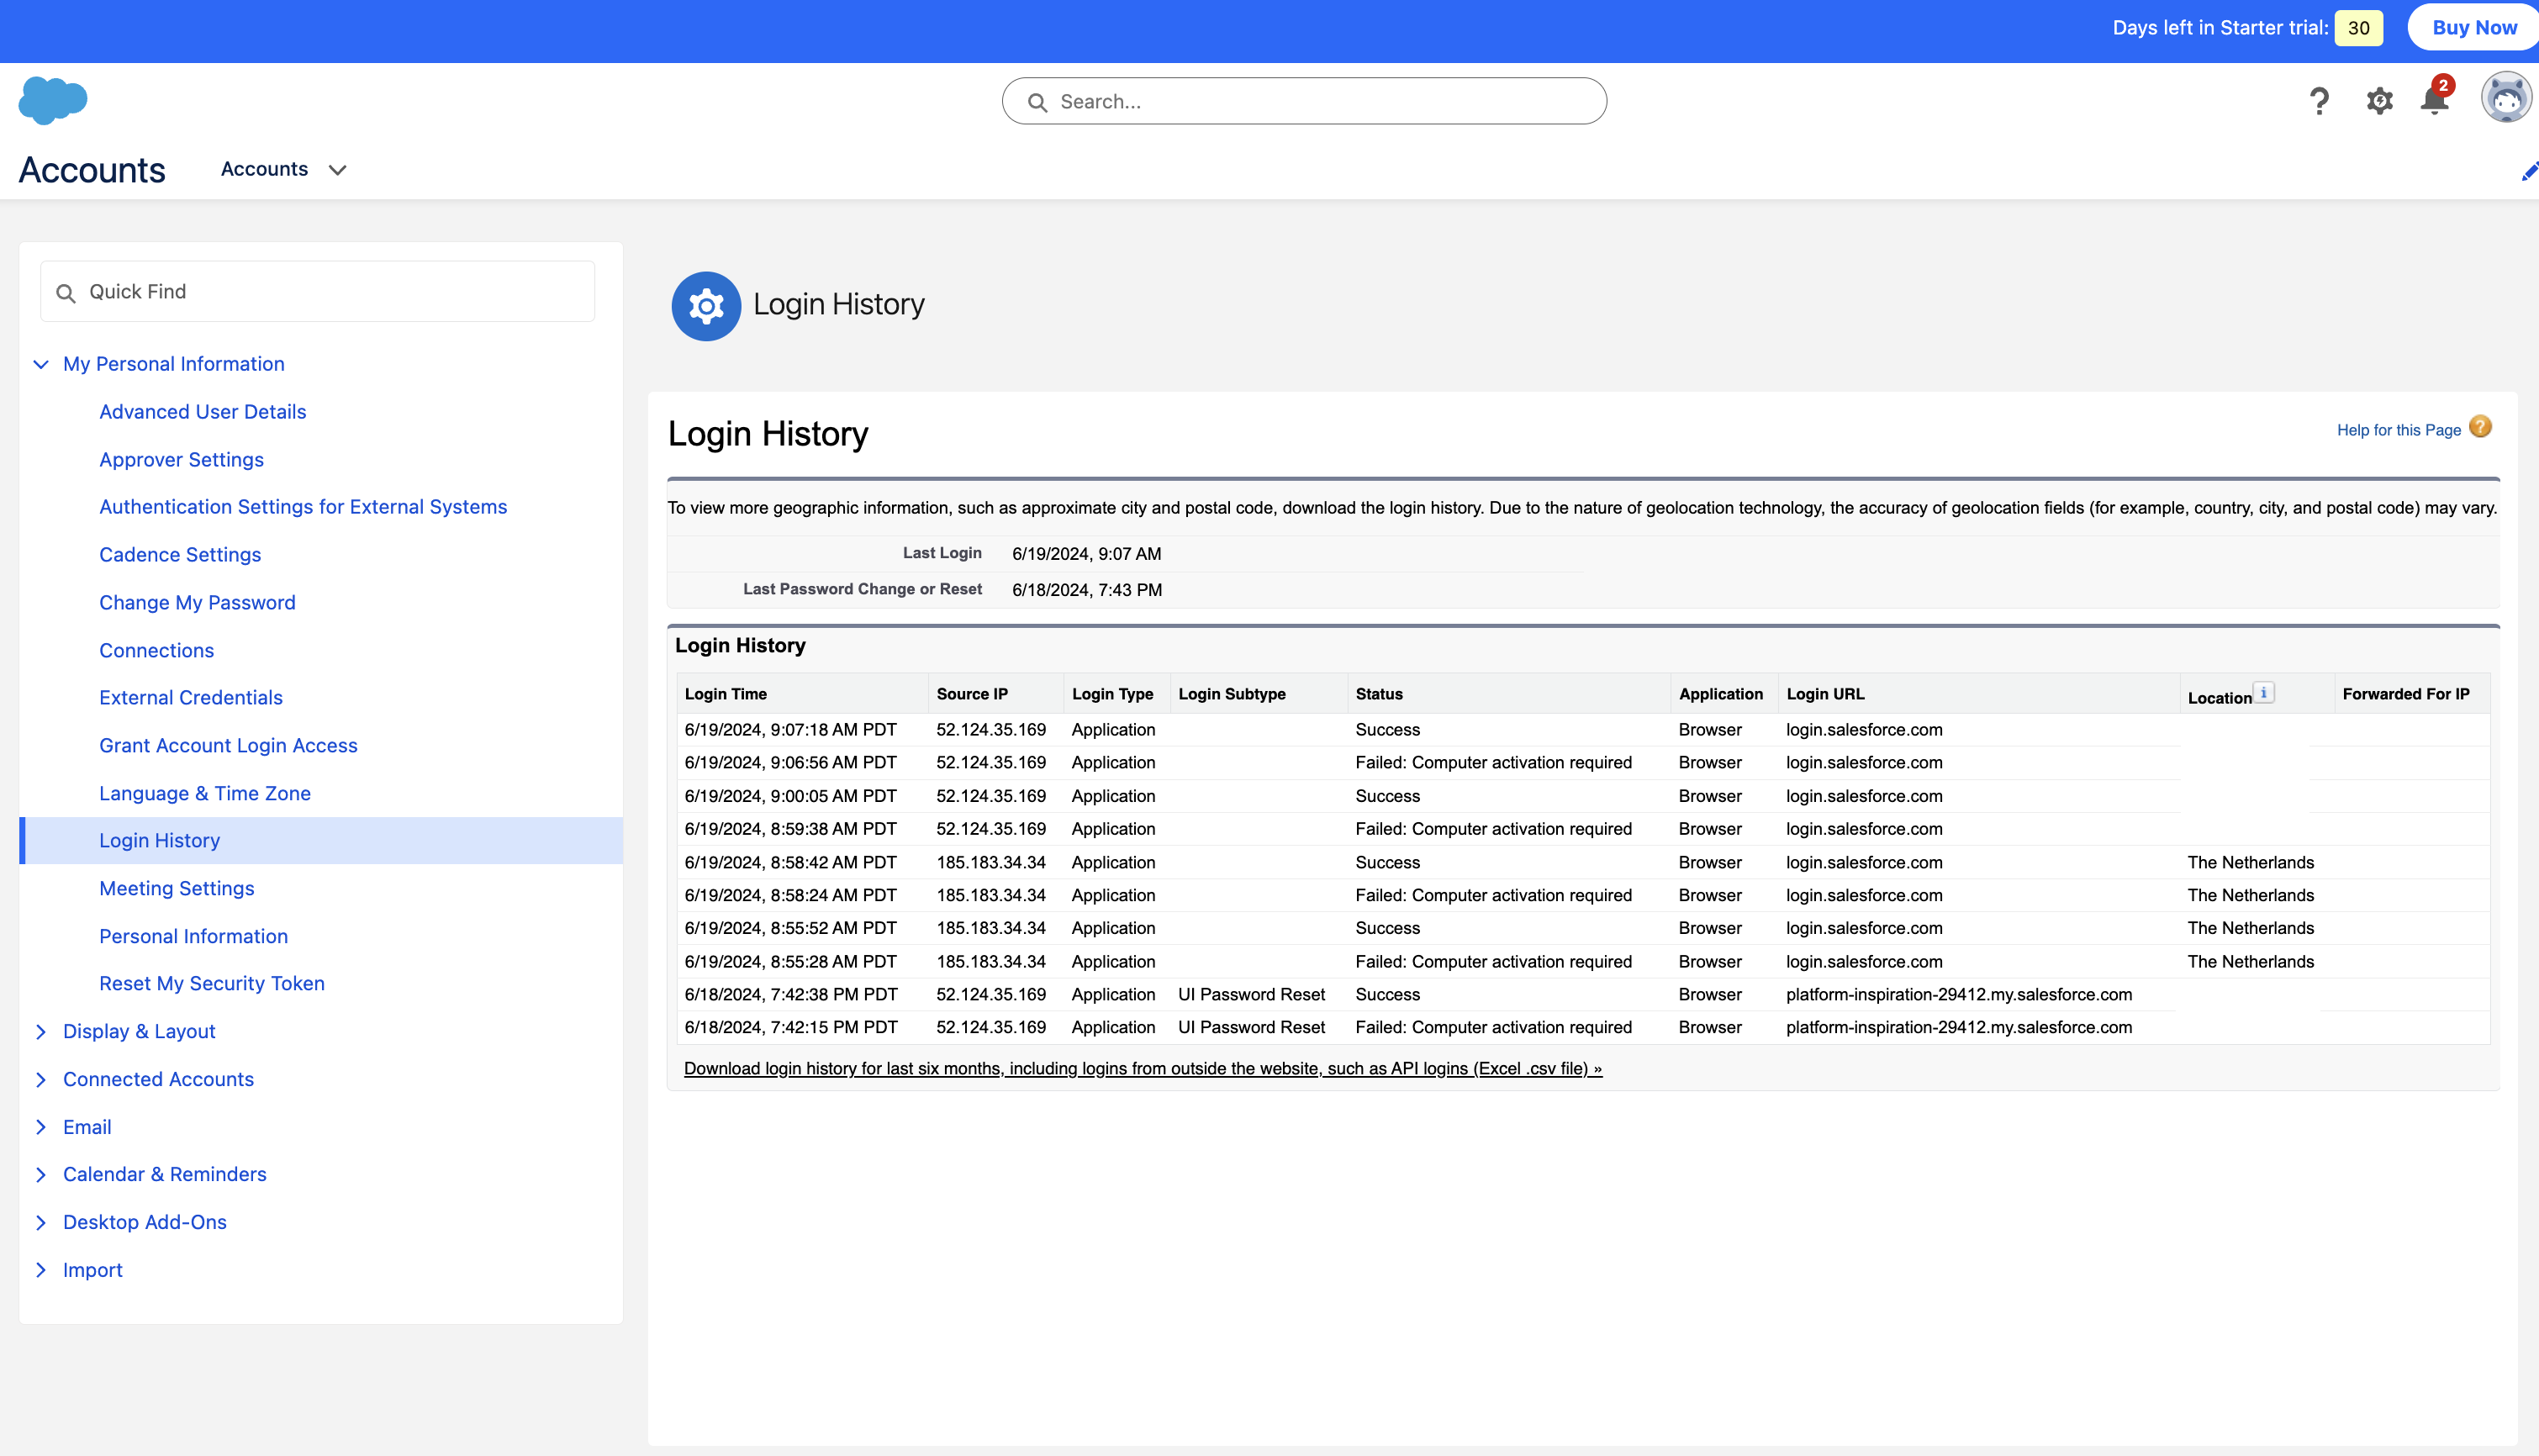 Days left in Starter trial: 30 Buy Now
Search...
2
Accounts Accounts
Quick Find
My Personal Information
Advanced User Details
Approver Settings
Authentication Settings for External Systems
Cadence Settings
Change My Password
Connections
External Credentials
Grant Account Login Access
Language & Time Zone
Login History
Meeting Settings
Personal Information
Reset My Security Token
Display & Layout
Connected Accounts
Email
Calendar & Reminders
Desktop Add-Ons
Import
Login History
Login History
Help for this Page ?
To view more geographic information, such as approximate city and postal code, download the login history. Due to the nature of geolocation technology, the accuracy of geolocation fields (for example, country, city, and postal code) may vary.
Last Login 6/19/2024, 9:07 AM
Last Password Change or Reset 6/18/2024, 7:43 PM
Login History
Login Time Source IP Login Type Login Subtype Status Application Login URL Location i Forwarded For IP
6/19/2024, 9:07:18 AM PDT 52.124.35.169 Application Success Browser login.salesforce.com
6/19/2024, 9:06:56 AM PDT 52.124.35.169 Application Failed: Computer activation required Browser login.salesforce.com
6/19/2024, 9:00:05 AM PDT 52.124.35.169 Application Success Browser login.salesforce.com
6/19/2024, 8:59:38 AM PDT 52.124.35.169 Application Failed: Computer activation required Browser login.salesforce.com
6/19/2024, 8:58:42 AM PDT 185.183.34.34 Application Success Browser login.salesforce.com The Netherlands
6/19/2024, 8:58:24 AM PDT 185.183.34.34 Application Failed: Computer activation required Browser login.salesforce.com The Netherlands
6/19/2024, 8:55:52 AM PDT 185.183.34.34 Application Success Browser login.salesforce.com The Netherlands
6/19/2024, 8:55:28 AM PDT 185.183.34.34 Application Failed: Computer activation required Browser login.salesforce.com The Netherlands
6/18/2024, 7:42:38 PM PDT 52.124.35.169 Application UI Password Reset Success Browser platform-inspiration-29412.my.salesforce.com
6/18/2024, 7:42:15 PM PDT 52.124.35.169 Application UI Password Reset Failed: Computer activation required Browser platform-inspiration-29412.my.salesforce.com
Download login history for last six months, including logins from outside the website, such as API logins (Excel .csv file) »